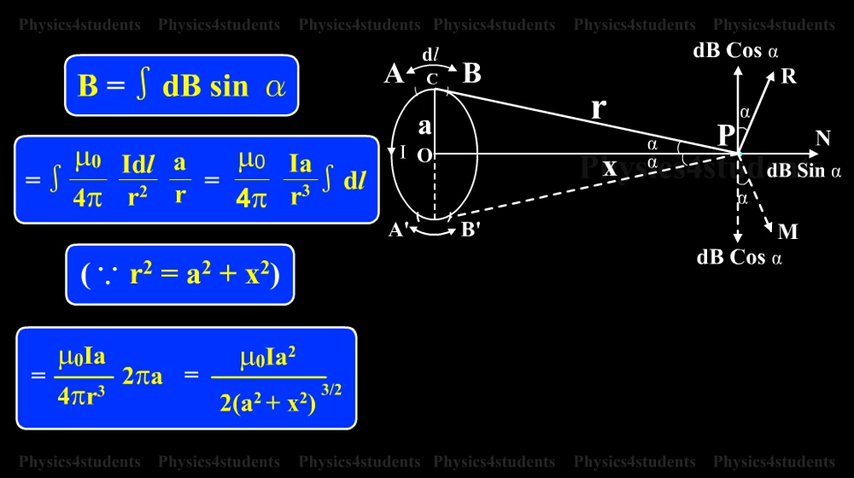 Physics4students Physics4students Physics4students Physics4students Physics4students Physics4students
B = ∫ dB sin α
= ∫ μ0/4π Idl/r² a/r = μ0/4π Ia/r³ ∫ dl
(∵ r² = a² + x²)
= μ0Ia/4πr³ 2πa = μ0Ia²/2(a² + x²)^3/2
dl
A C B
a
I O
r
x
α
α
P
dB Cos α
R
α
N
dB Sin α
α
M
dB Cos α
A' B'
Physics4students
Physics4students Physics4students Physics4students Physics4students Physics4students Physics4students